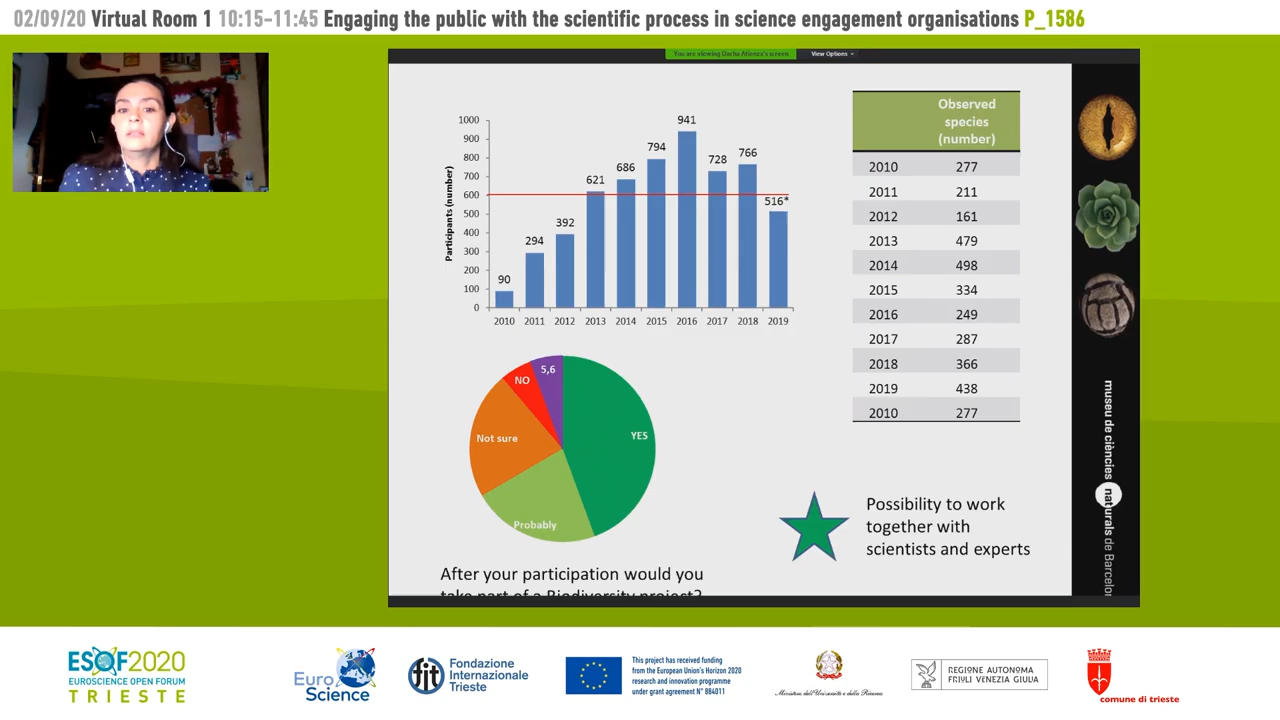 02/09/20 Virtual Room 1 10:15-11:45 Engaging the public with the scientific process in science engagement organisations P_1586
You are viewing Dacha Atienza's screen
View Options
Participants (number)
1000
900
800
700
600
500
400
300
200
100
0
90
294
392
621
686
794
941
728
766
516*
2010 2011 2012 2013 2014 2015 2016 2017 2018 2019
Observed
species
(number)
2010 277
2011 211
2012 161
2013 479
2014 498
2015 334
2016 249
2017 287
2018 366
2019 438
2010 277
YES
Probably
Not sure
NO
5,6
After your participation would you
take part of a Biodiversity project?
Possibility to work
together with
scientists and experts
museu de ciències naturals de Barcelo
ESOF2020
EUROSCIENCE OPEN FORUM
TRIESTE
Euro
Science
fit
Fondazione
Internazionale
Trieste
This project has received funding
from the European Union's Horizon 2020
research and innovation programme
under grant agreement N° 884011
Ministero dell'Università e della Ricerca
REGIONE AUTONOMA
FRIULI VENEZIA GIULIA
comune di trieste